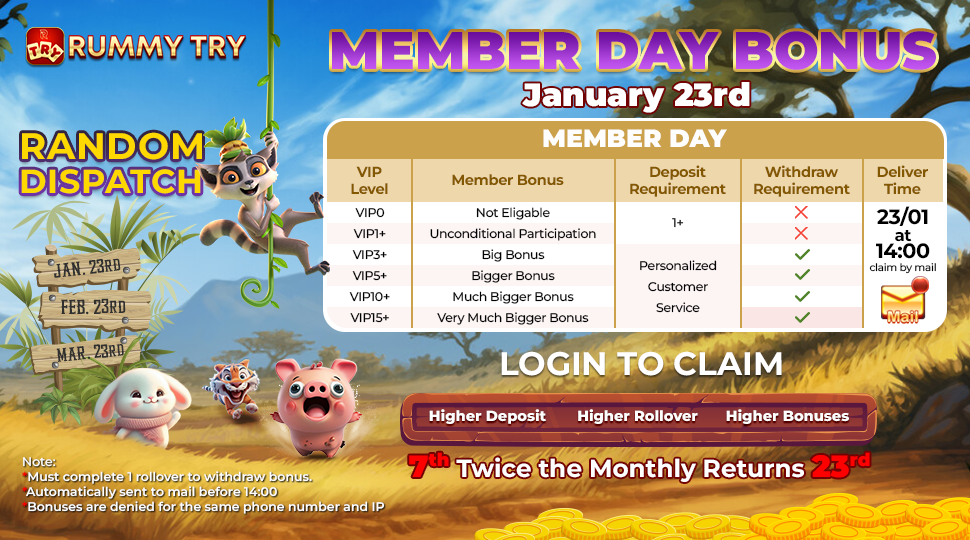 TRY RUMMY TRY
MEMBER DAY BONUS
January 23rd
RANDOM
DISPATCH
JAN. 23RD
FEB. 23RD
MAR. 23RD
MEMBER DAY
VIP Level
Member Bonus
Deposit Requirement
Withdraw Requirement
Deliver Time
VIP0 Not Eligable
1+
VIP1+ Unconditional Participation
VIP3+ Big Bonus
VIP5+ Bigger Bonus
VIP10+ Much Bigger Bonus
VIP15+ Very Much Bigger Bonus
Personalized
Customer
Service
23/01
at
14:00
claim by mail
Mail
LOGIN TO CLAIM
Higher Deposit Higher Rollover Higher Bonuses
7th Twice the Monthly Returns 23rd
Note:
*Must complete 1 rollover to withdraw bonus.
*Automatically sent to mail before 14:00
*Bonuses are denied for the same phone number and IP